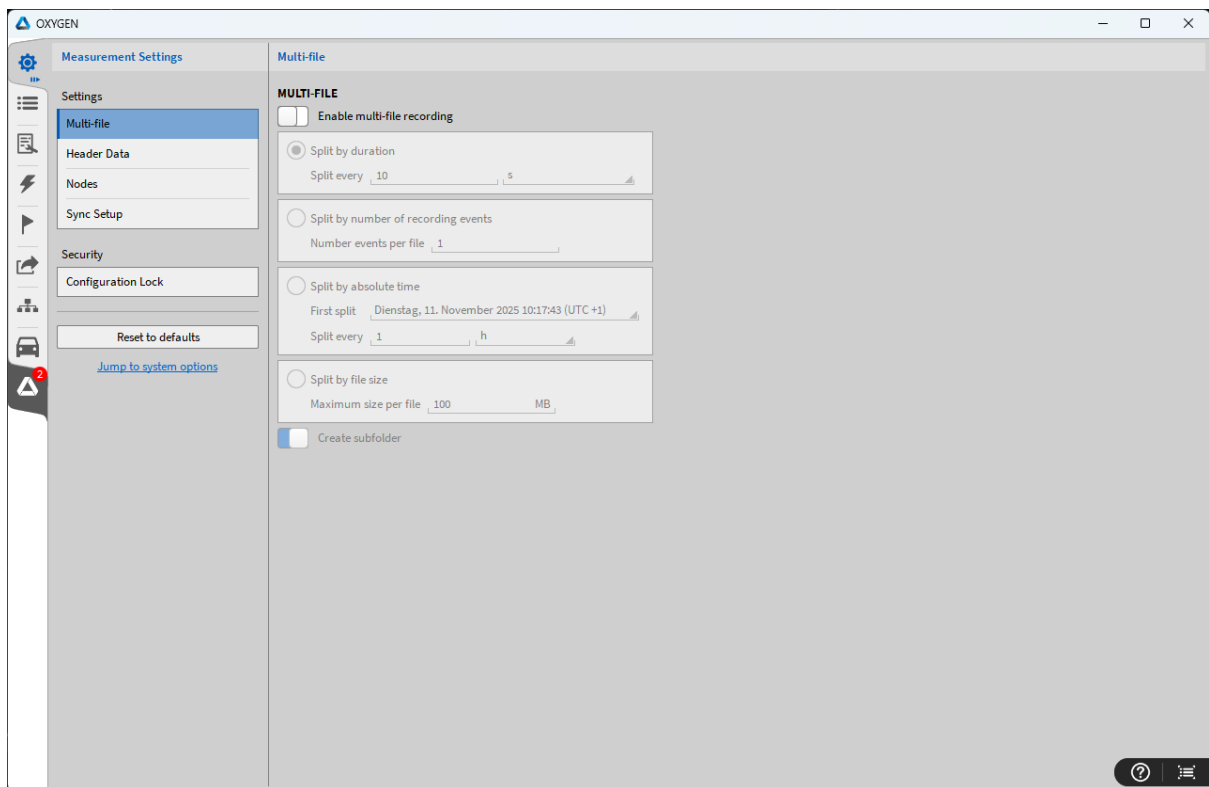 OXYGEN
Measurement Settings
Multi-file
Settings
Multi-file
Header Data
Nodes
Sync Setup
Security
Configuration Lock
Reset to defaults
Jump to system options
2
MULTI-FILE
Enable multi-file recording
Split by duration
Split every 10 s
Split by number of recording events
Number events per file 1
Split by absolute time
First split Dienstag, 11. November 2025 10:17:43 (UTC +1)
Split every 1 h
Split by file size
Maximum size per file 100 MB
Create subfolder